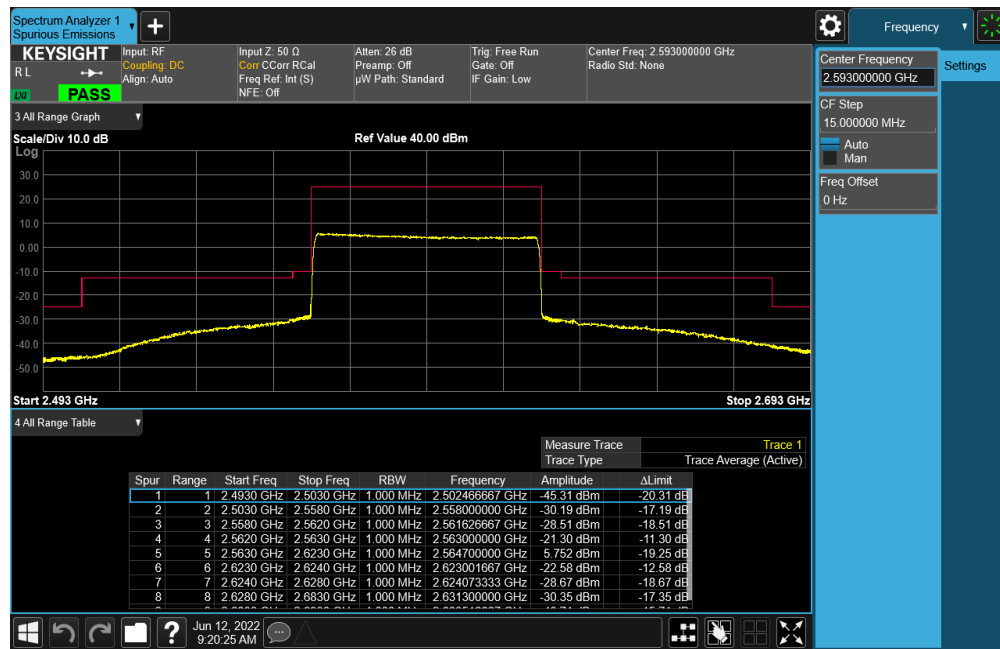 Spectrum Analyzer 1
Spurious Emissions
Frequency
KEYSIGHT
R L
LXI
PASS
Input: RF
Coupling: DC
Align: Auto
Input Z: 50 Ω
Corr CCorr RCal
Freq Ref: Int (S)
NFE: Off
Atten: 26 dB
Preamp: Off
µW Path: Standard
Trig: Free Run
Gate: Off
IF Gain: Low
Center Freq: 2.593000000 GHz
Radio Std: None
Center Frequency
2.593000000 GHz
Settings
CF Step
15.000000 MHz
Auto
Man
Freq Offset
0 Hz
3 All Range Graph
Scale/Div 10.0 dB
Ref Value 40.00 dBm
Log
30.0
20.0
10.0
0.00
-10.0
-20.0
-30.0
-40.0
-50.0
Start 2.493 GHz
Stop 2.693 GHz
4 All Range Table
Measure Trace Trace 1
Trace Type Trace Average (Active)
Spur Range Start Freq Stop Freq RBW Frequency Amplitude ΔLimit
1 1 2.4930 GHz 2.5030 GHz 1.000 MHz 2.502466667 GHz -45.31 dBm -20.31 dB
2 2 2.5030 GHz 2.5580 GHz 1.000 MHz 2.558000000 GHz -30.19 dBm -17.19 dB
3 3 2.5580 GHz 2.5620 GHz 1.000 MHz 2.561626667 GHz -28.51 dBm -18.51 dB
4 4 2.5620 GHz 2.5630 GHz 1.000 MHz 2.563000000 GHz -21.30 dBm -11.30 dB
5 5 2.5630 GHz 2.6230 GHz 1.000 MHz 2.564700000 GHz 5.752 dBm -19.25 dB
6 6 2.6230 GHz 2.6240 GHz 1.000 MHz 2.623001667 GHz -22.58 dBm -12.58 dB
7 7 2.6240 GHz 2.6280 GHz 1.000 MHz 2.624073333 GHz -28.67 dBm -18.67 dB
8 8 2.6280 GHz 2.6830 GHz 1.000 MHz 2.631300000 GHz -30.35 dBm -17.35 dB
Jun 12, 2022
9:20:25 AM